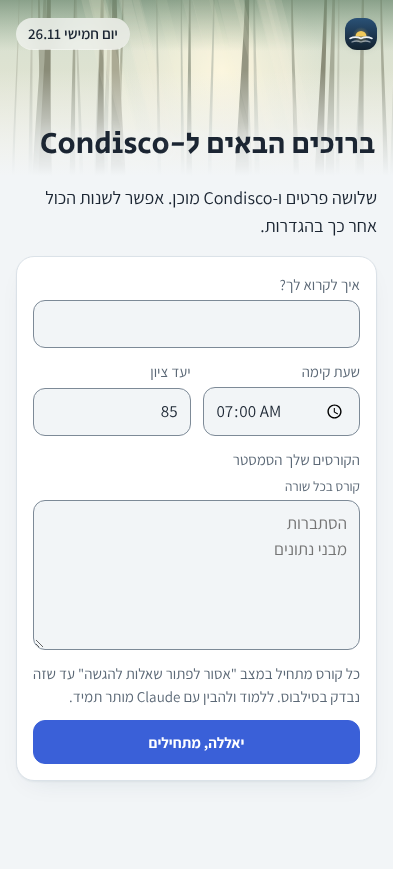 יום חמישי 26.11
ברוכים הבאים ל-Condisco
שלושה פרטים ו-Condisco מוכן. אפשר לשנות הכול
אחר כך בהגדרות.
איך לקרוא לך?
שעת קימה
יעד ציון
07:00 AM
85
הקורסים שלך הסמסטר
קורס בכל שורה
הסתברות
מבני נתונים
כל קורס מתחיל במצב "אסור לפתור שאלות להגשה" עד שזה
נבדק בסילבוס. ללמוד ולהבין עם Claude מותר תמיד.
יאללה, מתחילים